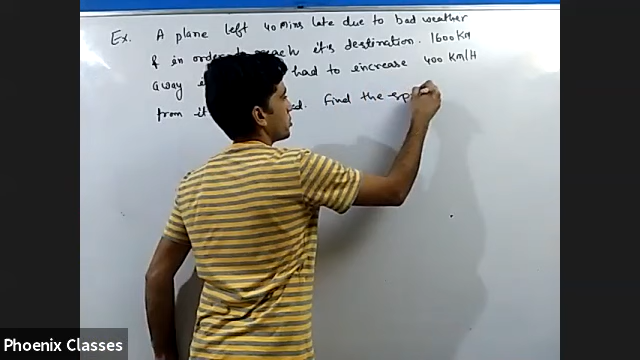 Ex. A plane left 40 mins late due to bad weather
& in order to reach it's destination. 1600 KM
away i had to increase 400 KM/H
from it ed. Find the sp
Phoenix Classes